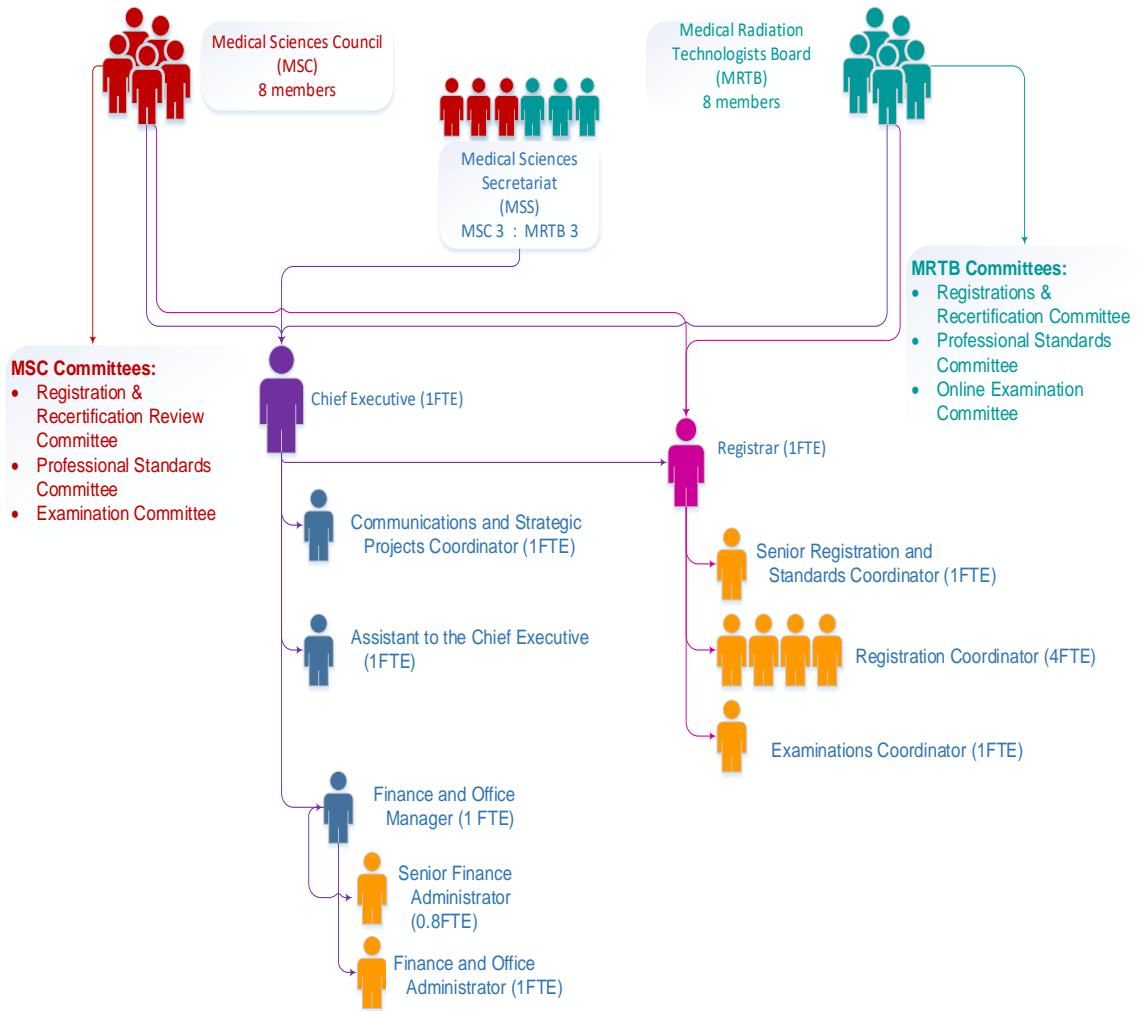 Medical Sciences Council
(MSC)
8 members
Medical Radiation
Technologists Board
(MRTB)
8 members
Medical Sciences
Secretariat
(MSS)
MSC 3 : MRTB 3
MRTB Committees:
• Registrations &
Recertification Committee
• Professional Standards
Committee
• Online Examination
Committee
MSC Committees:
• Registration &
Recertification Review
Committee
• Professional Standards
Committee
• Examination Committee
Chief Executive (1FTE)
Registrar (1FTE)
Communications and Strategic
Projects Coordinator (1FTE)
Senior Registration and
Standards Coordinator (1FTE)
Assistant to the Chief Executive
(1FTE)
Registration Coordinator (4FTE)
Examinations Coordinator (1FTE)
Finance and Office
Manager (1 FTE)
Senior Finance
Administrator
(0.8FTE)
Finance and Office
Administrator (1FTE)